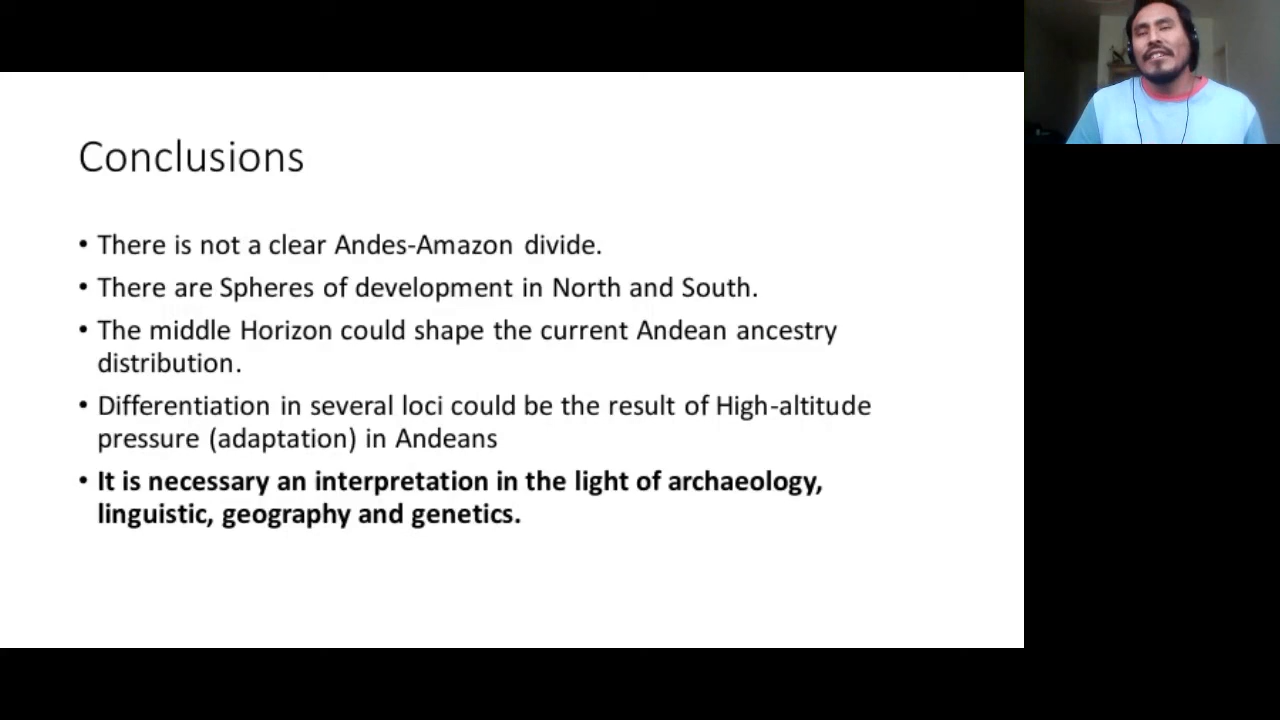 Conclusions
• There is not a clear Andes-Amazon divide.
• There are Spheres of development in North and South.
• The middle Horizon could shape the current Andean ancestry
distribution.
• Differentiation in several loci could be the result of High-altitude
pressure (adaptation) in Andeans
• It is necessary an interpretation in the light of archaeology,
linguistic, geography and genetics.